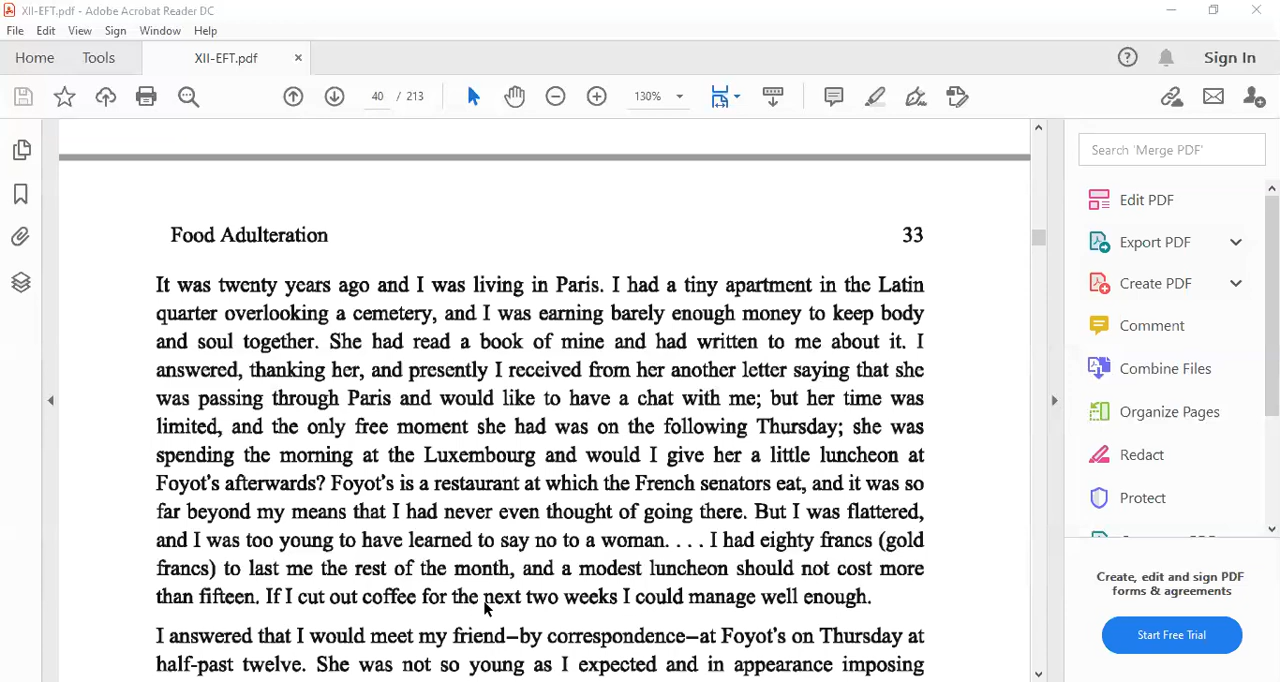 XII-EFT.pdf - Adobe Acrobat Reader DC
File Edit View Sign Window Help
Home Tools XII-EFT.pdf × Sign In
40 / 213 130%
Search 'Merge PDF'
Edit PDF
Export PDF
Create PDF
Comment
Combine Files
Organize Pages
Redact
Protect
Create, edit and sign PDF
forms & agreements
Start Free Trial
Food Adulteration 33
It was twenty years ago and I was living in Paris. I had a tiny apartment in the Latin
quarter overlooking a cemetery, and I was earning barely enough money to keep body
and soul together. She had read a book of mine and had written to me about it. I
answered, thanking her, and presently I received from her another letter saying that she
was passing through Paris and would like to have a chat with me; but her time was
limited, and the only free moment she had was on the following Thursday; she was
spending the morning at the Luxembourg and would I give her a little luncheon at
Foyot's afterwards? Foyot's is a restaurant at which the French senators eat, and it was so
far beyond my means that I had never even thought of going there. But I was flattered,
and I was too young to have learned to say no to a woman. . . . I had eighty francs (gold
francs) to last me the rest of the month, and a modest luncheon should not cost more
than fifteen. If I cut out coffee for the next two weeks I could manage well enough.
I answered that I would meet my friend–by correspondence–at Foyot's on Thursday at
half-past twelve. She was not so young as I expected and in appearance imposing